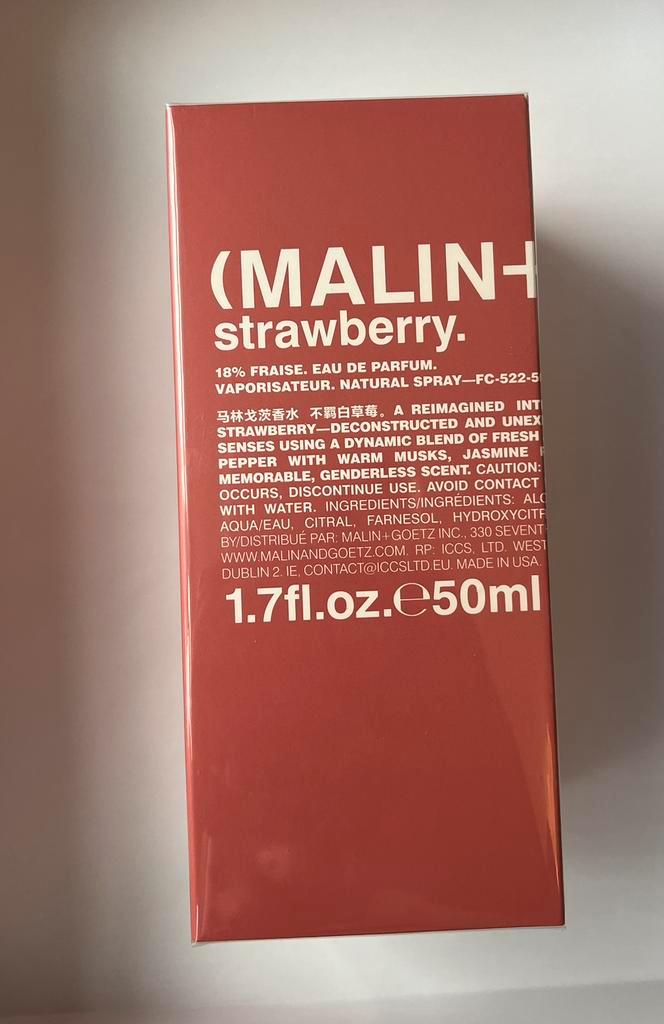 (MALIN+
strawberry.
18% FRAISE. EAU DE PARFUM.
VAPORISATEUR. NATURAL SPRAY—FC-522-5
马林戈茨香水 不羁白草莓。A REIMAGINED INT
STRAWBERRY—DECONSTRUCTED AND UNEX
SENSES USING A DYNAMIC BLEND OF FRESH
PEPPER WITH WARM MUSKS, JASMINE
MEMORABLE, GENDERLESS SCENT. CAUTION:
OCCURS, DISCONTINUE USE. AVOID CONTACT
WITH WATER. INGREDIENTS/INGRÉDIENTS: ALC
AQUA/EAU, CITRAL, FARNESOL, HYDROXYCITR
BY/DISTRIBUÉ PAR: MALIN+GOETZ INC., 330 SEVENT
WWW.MALINANDGOETZ.COM. RP: ICCS, LTD. WEST
DUBLIN 2. IE, CONTACT@ICCSLTD.EU. MADE IN USA.
1.7fl.oz.℮50ml